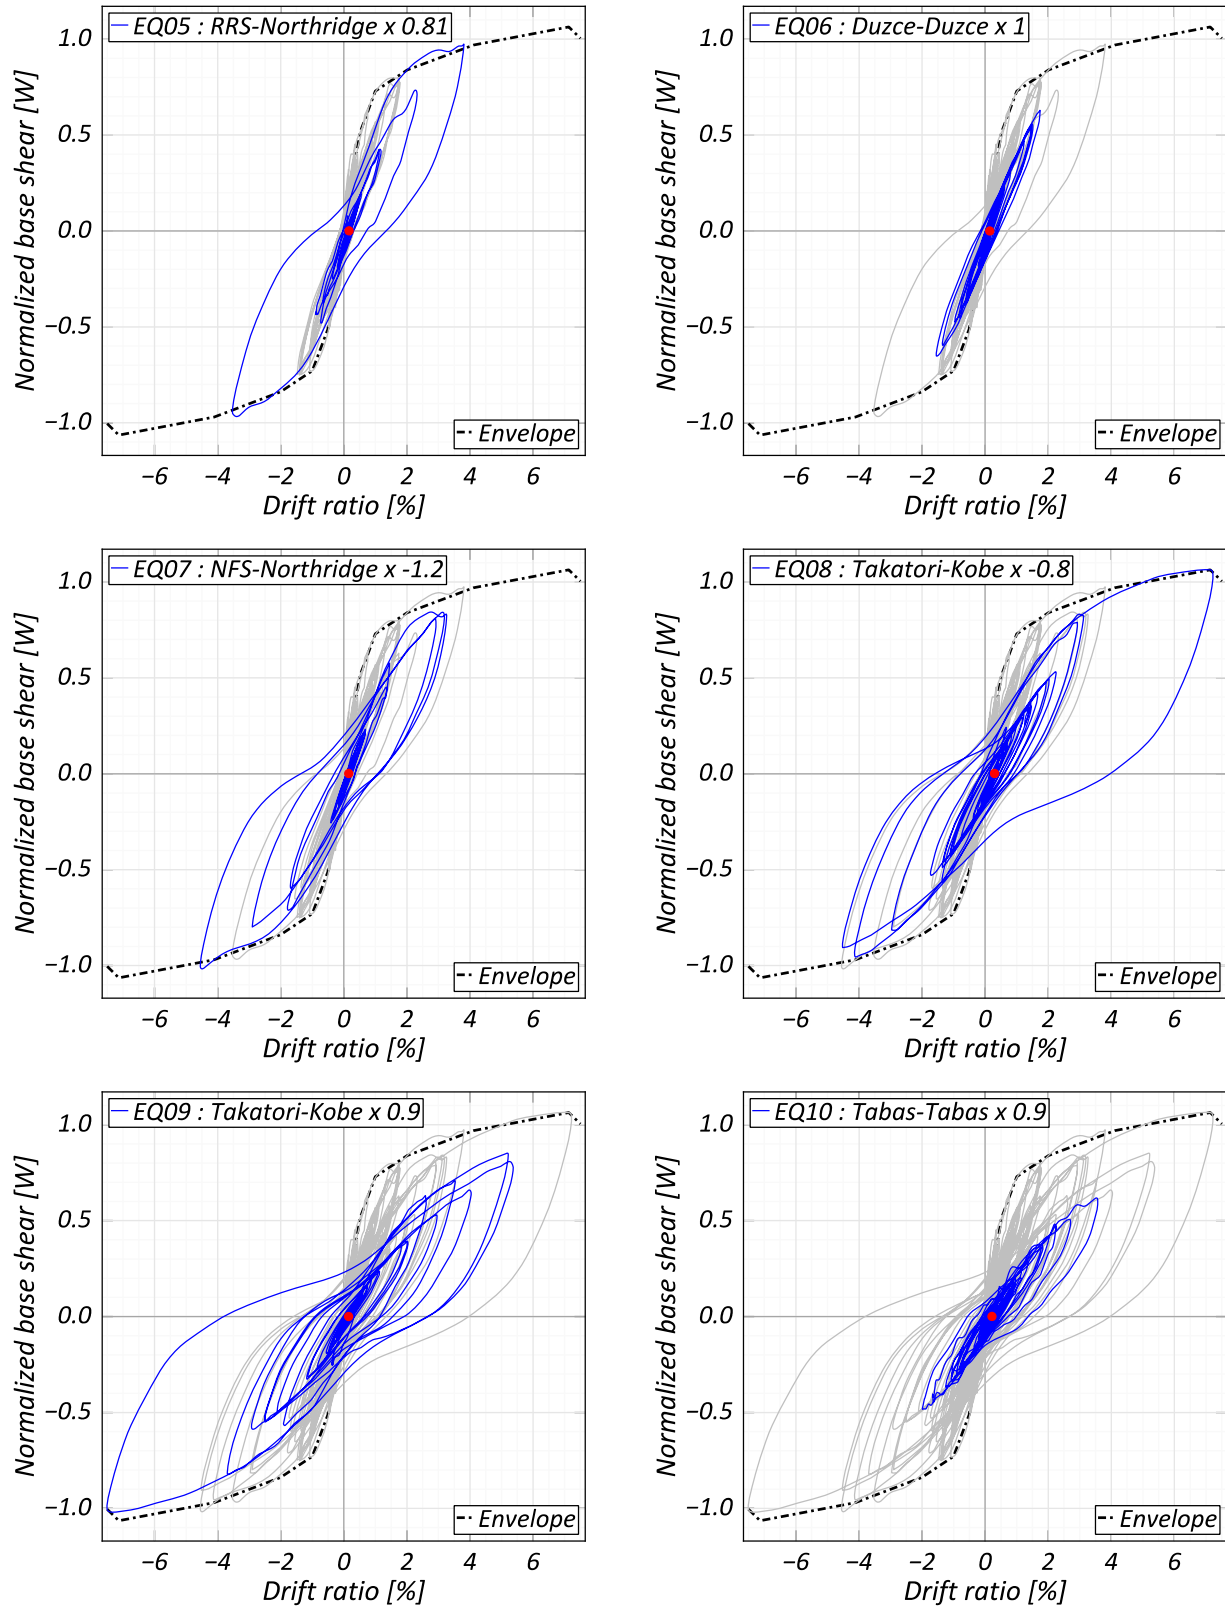 EQ05 : RRS-Northridge x 0.81
1.0
0.5
0.0
−0.5
−1.0
Normalized base shear [W]
Envelope
−6 −4 −2 0 2 4 6
Drift ratio [%]
EQ06 : Duzce-Duzce x 1
1.0
0.5
0.0
−0.5
−1.0
Normalized base shear [W]
Envelope
−6 −4 −2 0 2 4 6
Drift ratio [%]
EQ07 : NFS-Northridge x -1.2
1.0
0.5
0.0
−0.5
−1.0
Normalized base shear [W]
Envelope
−6 −4 −2 0 2 4 6
Drift ratio [%]
EQ08 : Takatori-Kobe x -0.8
1.0
0.5
0.0
−0.5
−1.0
Normalized base shear [W]
Envelope
−6 −4 −2 0 2 4 6
Drift ratio [%]
EQ09 : Takatori-Kobe x 0.9
1.0
0.5
0.0
−0.5
−1.0
Normalized base shear [W]
Envelope
−6 −4 −2 0 2 4 6
Drift ratio [%]
EQ10 : Tabas-Tabas x 0.9
1.0
0.5
0.0
−0.5
−1.0
Normalized base shear [W]
Envelope
−6 −4 −2 0 2 4 6
Drift ratio [%]